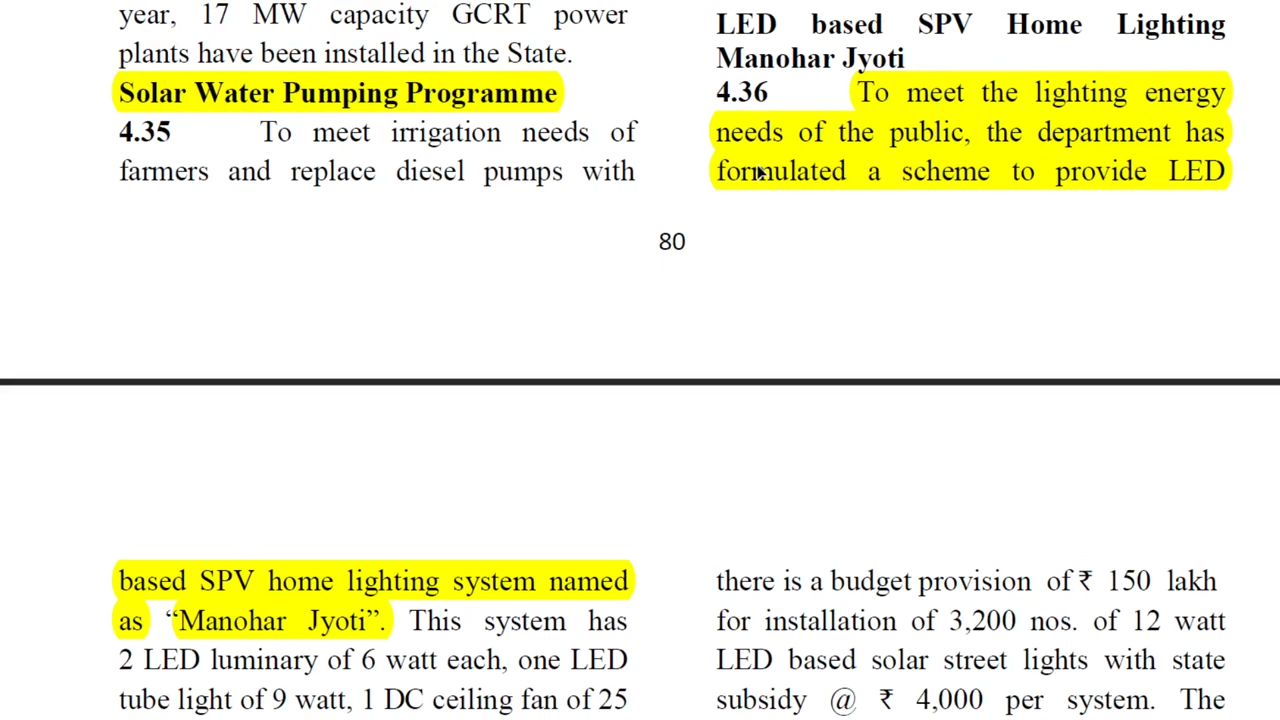 year, 17 MW capacity GCRT power
plants have been installed in the State.
Solar Water Pumping Programme
4.35 To meet irrigation needs of
farmers and replace diesel pumps with
LED based SPV Home Lighting
Manohar Jyoti
4.36 To meet the lighting energy
needs of the public, the department has
formulated a scheme to provide LED
80
based SPV home lighting system named
as “Manohar Jyoti”. This system has
2 LED luminary of 6 watt each, one LED
tube light of 9 watt, 1 DC ceiling fan of 25
there is a budget provision of ₹ 150 lakh
for installation of 3,200 nos. of 12 watt
LED based solar street lights with state
subsidy @ ₹ 4,000 per system. The